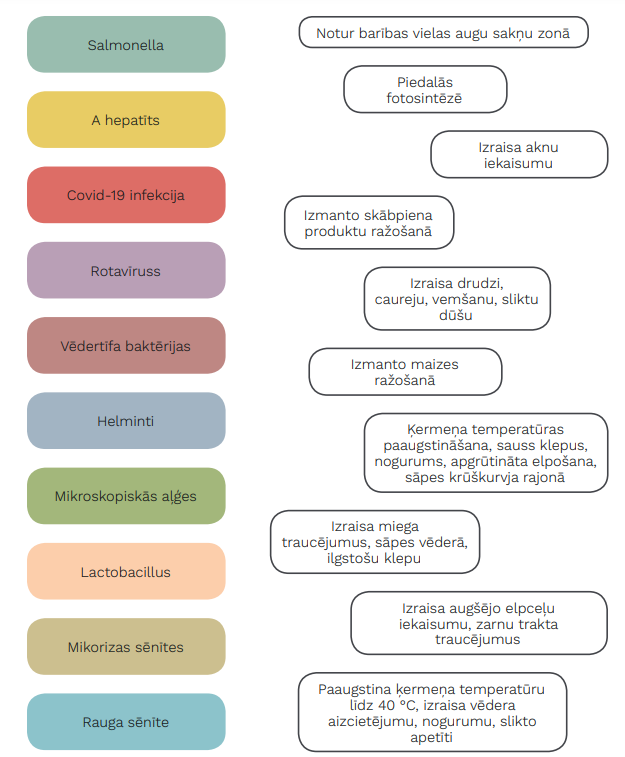 Salmonella
A hepatīts
Covid-19 infekcija
Rotavīruss
Vēdertīfa baktērijas
Helminti
Mikroskopiskās aļģes
Lactobacillus
Mikorizas sēnītes
Rauga sēnīte
Notur barības vielas augu sakņu zonā
Piedalās
fotosintēzē
Izraisa aknu
iekaisumu
Izmanto skābpiena
produktu ražošanā
Izraisa drudzi,
caureju, vemšanu, sliktu
dūšu
Izmanto maizes
ražošanā
Ķermeņa temperatūras
paaugstināšana, sauss klepus,
nogurums, apgrūtināta elpošana,
sāpes krūškurvja rajonā
Izraisa miega
traucējumus, sāpes vēderā,
ilgstošu klepu
Izraisa augšējo elpceļu
iekaisumu, zarnu trakta
traucējumus
Paaugstina ķermeņa temperatūru
līdz 40 °C, izraisa vēdera
aizcietējumu, nogurumu, slikto
apetīti